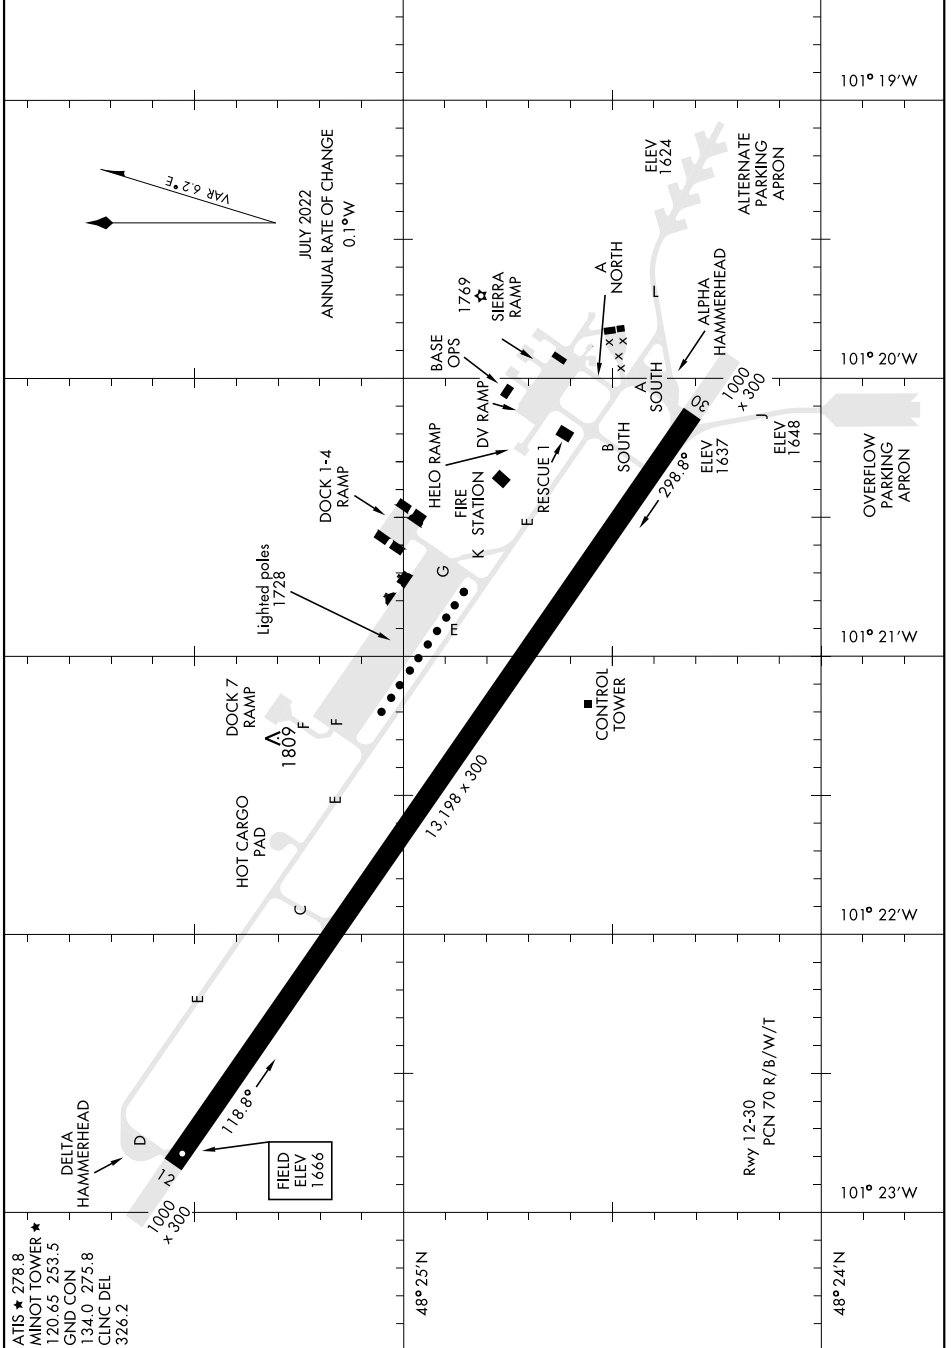 ATIS ★ 278.8
MINOT TOWER ★
120.65 253.5
GND CON
134.0 275.8
CLNC DEL
326.2
DELTA
HAMMERHEAD
D
12
1000
x 300
118.8°
FIELD
ELEV
1666
E
C
HOT CARGO
PAD
E
DOCK 7
RAMP
1809
F
F
Lighted poles
1728
E
G
K
DOCK 1-4
RAMP
HELO RAMP
FIRE
STATION
E
RESCUE 1
DV RAMP
BASE
OPS
1769
SIERRA
RAMP
A
NORTH
x
x
x
x
B
SOUTH
A
SOUTH
L
ALPHA
HAMMERHEAD
ELEV
1624
ALTERNATE
PARKING
APRON
30
1000
x 300
J
298.8°
ELEV
1637
ELEV
1648
OVERFLOW
PARKING
APRON
13,198 x 300
CONTROL
TOWER
Rwy 12-30
PCN 70 R/B/W/T
VAR 6.2°E
JULY 2022
ANNUAL RATE OF CHANGE
0.1°W
48°25'N
48°24'N
101°23'W
101°22'W
101°21'W
101°20'W
101°19'W